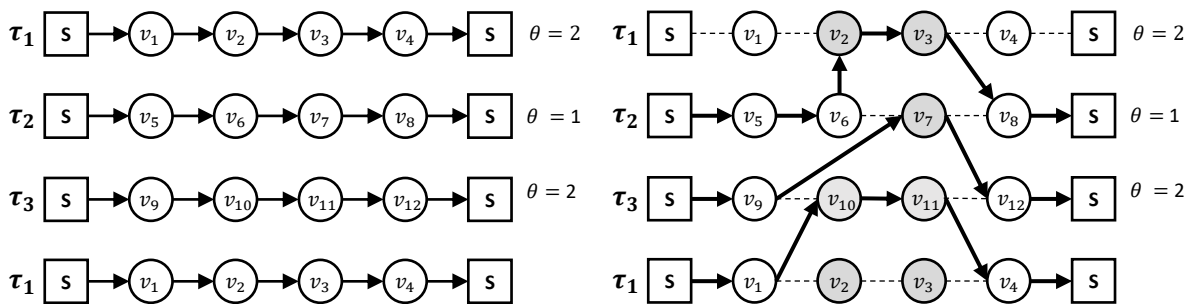 τ₁ S v₁ v₂ v₃ v₄ S θ = 2 τ₁ S v₁ v₂ v₃ v₄ S θ = 2
τ₂ S v₅ v₆ v₇ v₈ S θ = 1 τ₂ S v₅ v₆ v₇ v₈ S θ = 1
τ₃ S v₉ v₁₀ v₁₁ v₁₂ S θ = 2 τ₃ S v₉ v₁₀ v₁₁ v₁₂ S θ = 2
τ₁ S v₁ v₂ v₃ v₄ S τ₁ S v₁ v₂ v₃ v₄ S